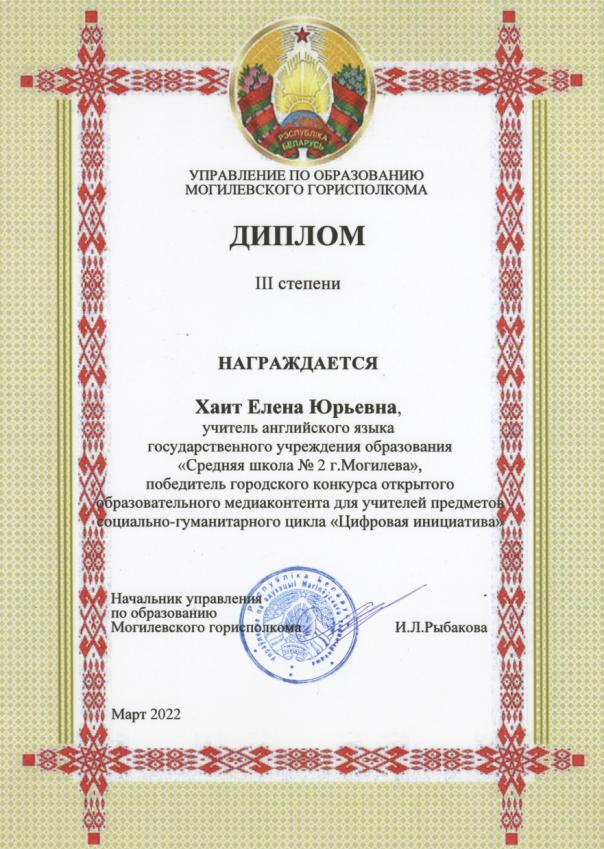 РЭСПУБЛІКА
БЕЛАРУСЬ
УПРАВЛЕНИЕ ПО ОБРАЗОВАНИЮ
МОГИЛЕВСКОГО ГОРИСПОЛКОМА
ДИПЛОМ
III степени
НАГРАЖДАЕТСЯ
Хаит Елена Юрьевна,
учитель английского языка
государственного учреждения образования
«Средняя школа № 2 г.Могилева»,
победитель городского конкурса открытого
образовательного медиаконтента для учителей предметов
социально-гуманитарного цикла «Цифровая инициатива»
Начальник управления
по образованию
Могилевского горисполкома
И.Л.Рыбакова
Рэспубліка Беларусь
Март 2022